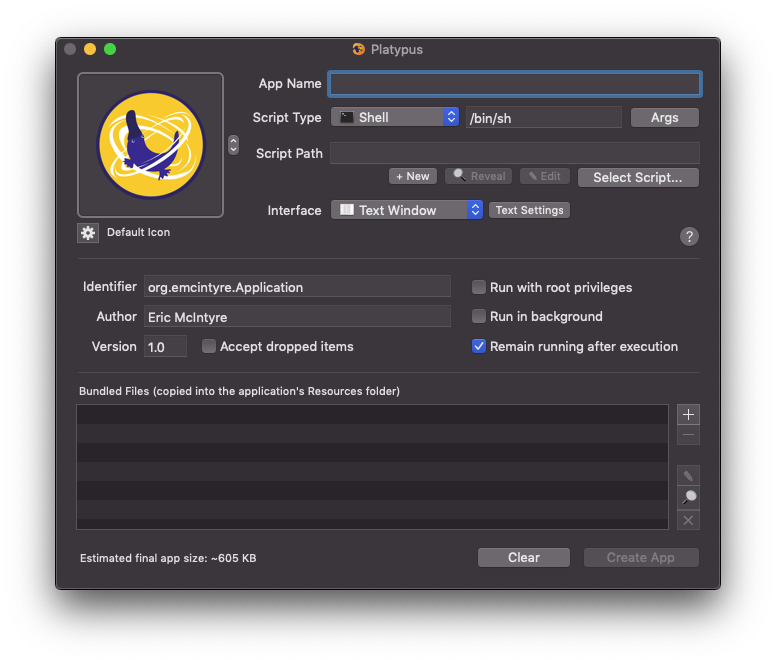 Platypus
App Name
Script Type Shell /bin/sh Args
Script Path
+ New Reveal Edit Select Script...
Interface Text Window Text Settings
Default Icon ?
Identifier org.emcintyre.Application Run with root privileges
Author Eric McIntyre Run in background
Version 1.0 Accept dropped items Remain running after execution
Bundled Files (copied into the application's Resources folder)
Estimated final app size: ~605 KB Clear Create App